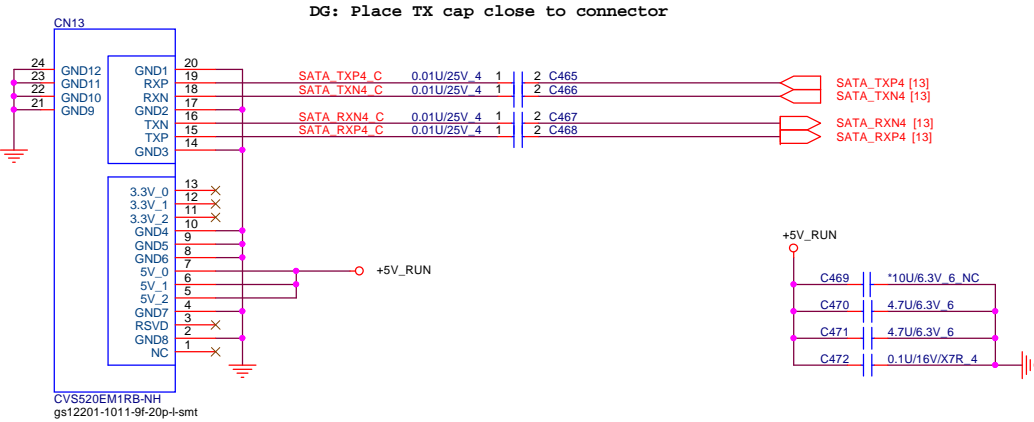 DG: Place TX cap close to connector
CN13
24 GND12 GND1 20
23 GND11 RXP 19 SATA_TXP4_C 0.01U/25V_4 1 2 C465 SATA_TXP4 [13]
22 GND10 RXN 18 SATA_TXN4_C 0.01U/25V_4 1 2 C466 SATA_TXN4 [13]
21 GND9 GND2 17
TXN 16 SATA_RXN4_C 0.01U/25V_4 1 2 C467 SATA_RXN4 [13]
TXP 15 SATA_RXP4_C 0.01U/25V_4 1 2 C468 SATA_RXP4 [13]
GND3 14
3.3V_0 13
3.3V_1 12
3.3V_2 11
GND4 10
GND5 9
GND6 8
5V_0 7 +5V_RUN
5V_1 6
5V_2 5
GND7 4
RSVD 3
GND8 2
NC 1
+5V_RUN
C469 *10U/6.3V_6_NC
C470 4.7U/6.3V_6
C471 4.7U/6.3V_6
C472 0.1U/16V/X7R_4
CVS520EM1RB-NH
gs12201-1011-9f-20p-l-smt